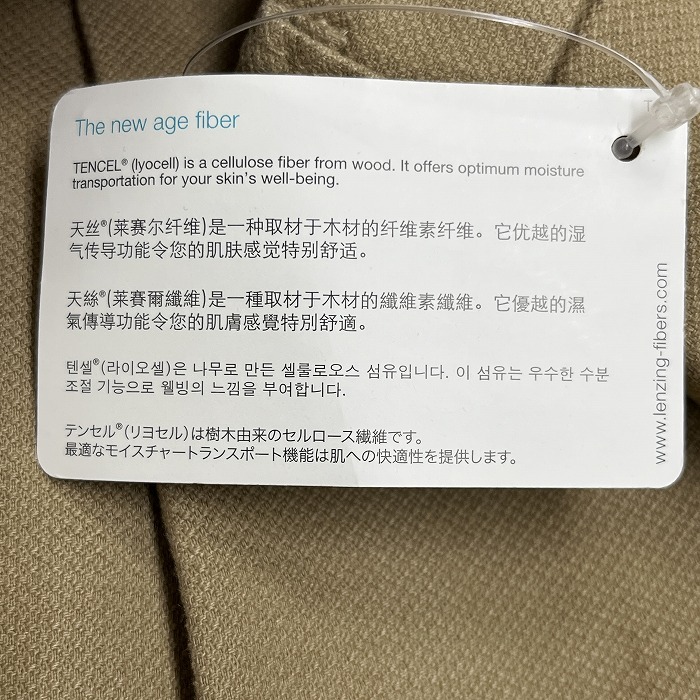 The new age fiber
TENCEL® (lyocell) is a cellulose fiber from wood. It offers optimum moisture
transportation for your skin's well-being.
天丝®(莱赛尔纤维)是一种取材于木材的纤维素纤维。它优越的湿
气传导功能令您的肌肤感觉特别舒适。
天絲®(萊賽爾纖維)是一種取材于木材的纖維素纖維。它優越的濕
氣傳導功能令您的肌膚感覺特別舒適。
텐셀®(라이오셀)은 나무로 만든 셀룰로오스 섬유입니다. 이 섬유는 우수한 수분
조절 기능으로 웰빙의 느낌을 부여합니다.
テンセル®(リヨセル)は樹木由来のセルロース繊維です。
最適なモイスチャートランスポート機能は肌への快適性を提供します。
www.lenzing-fibers.com